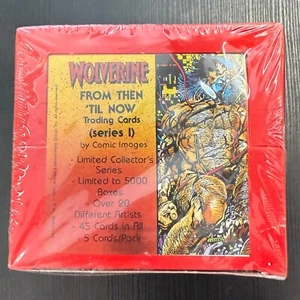 WOLVERINE
FROM THEN
'TIL NOW
Trading Cards
(series I)
by Comic Images
- Limited Collector's
Series
- Limited to 5000
Boxes
- Over 20
Different Artists
- 45 Cards in All
- 5 Cards/Pack